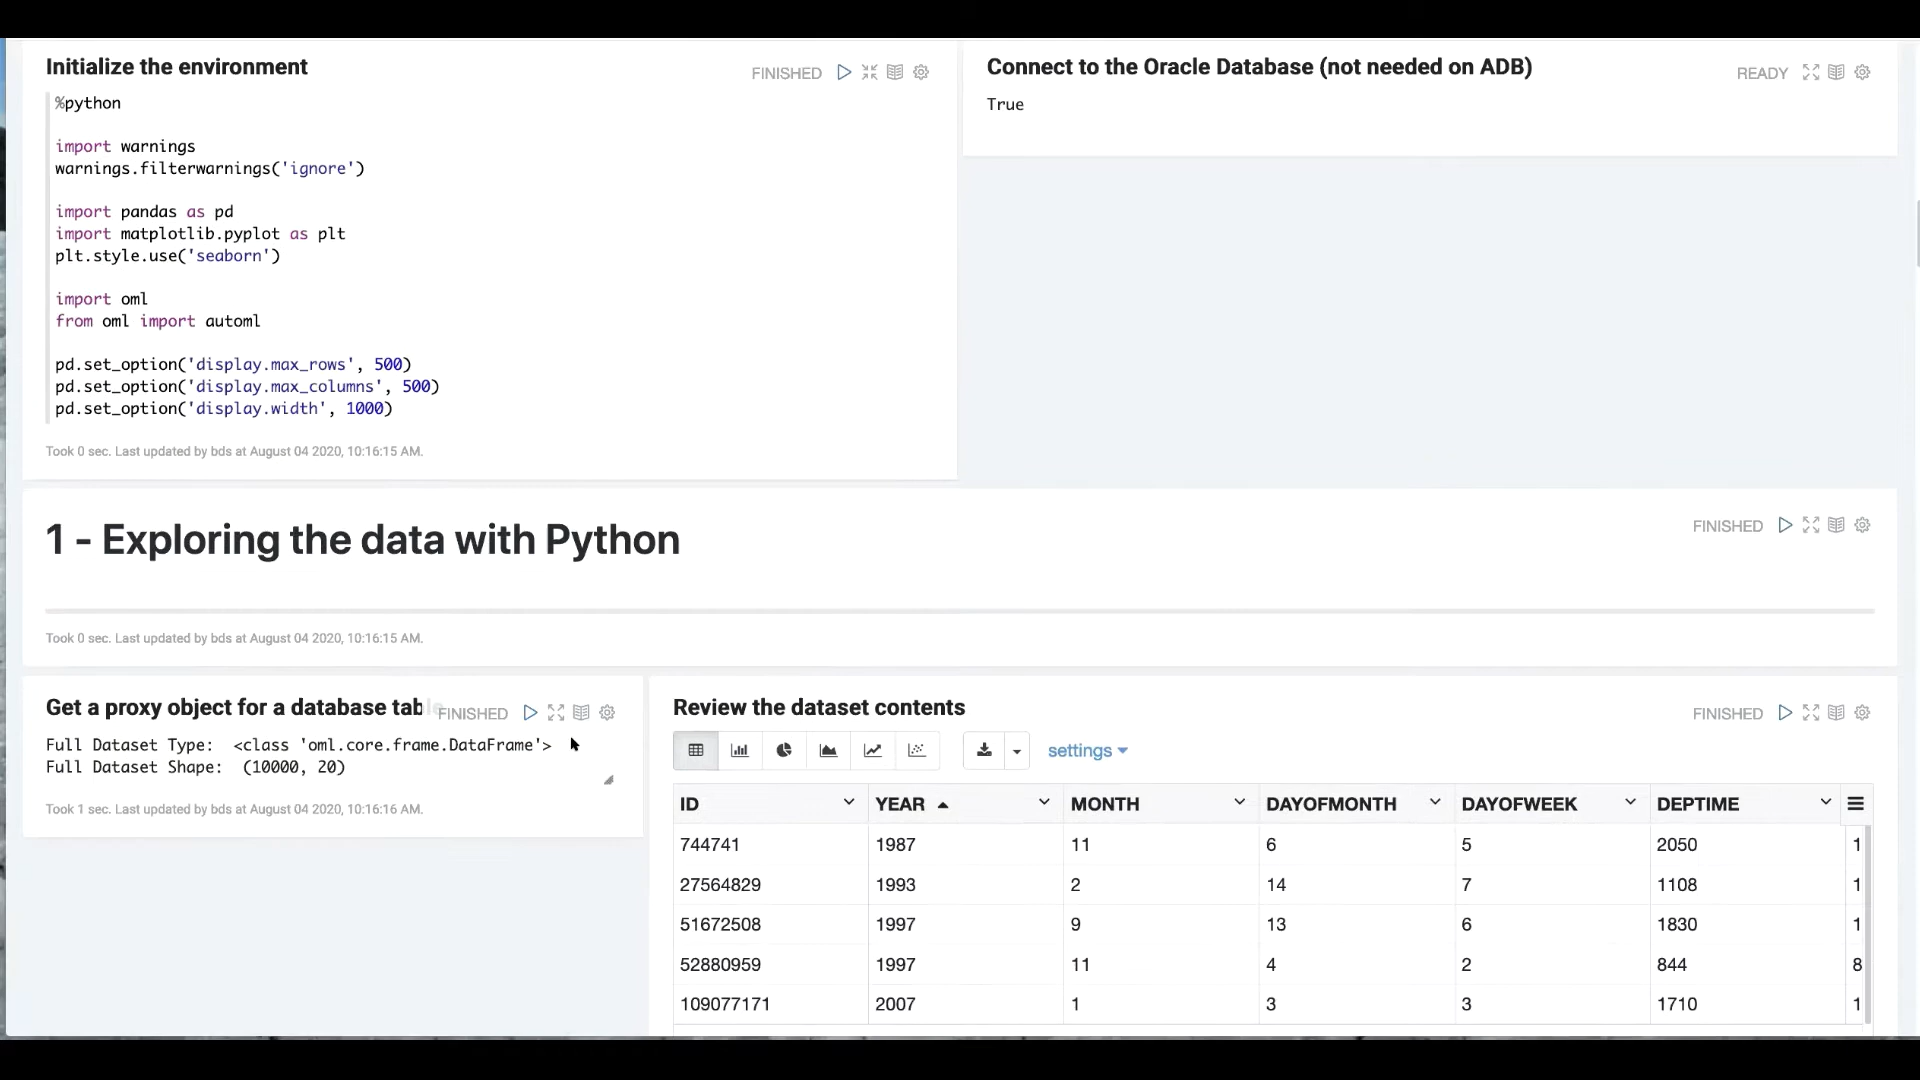 Initialize the environment
FINISHED
%python
import warnings
warnings.filterwarnings('ignore')
import pandas as pd
import matplotlib.pyplot as plt
plt.style.use('seaborn')
import oml
from oml import automl
pd.set_option('display.max_rows', 500)
pd.set_option('display.max_columns', 500)
pd.set_option('display.width', 1000)
Took 0 sec. Last updated by bds at August 04 2020, 10:16:15 AM.
Connect to the Oracle Database (not needed on ADB)
READY
True
1 - Exploring the data with Python
FINISHED
Took 0 sec. Last updated by bds at August 04 2020, 10:16:15 AM.
Get a proxy object for a database table
FINISHED
Full Dataset Type: <class 'oml.core.frame.DataFrame'>
Full Dataset Shape: (10000, 20)
Took 1 sec. Last updated by bds at August 04 2020, 10:16:16 AM.
Review the dataset contents
FINISHED
settings
ID YEAR MONTH DAYOFMONTH DAYOFWEEK DEPTIME
744741 1987 11 6 5 2050 1
27564829 1993 2 14 7 1108 1
51672508 1997 9 13 6 1830 1
52880959 1997 11 4 2 844 8
109077171 2007 1 3 3 1710 1